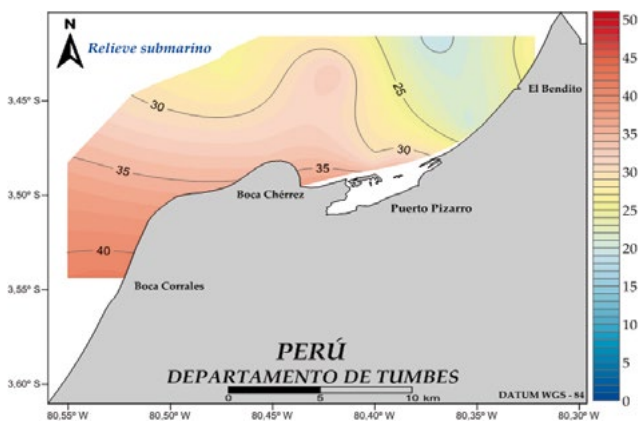 N
Relieve submarino
50
45
40
35
30
25
20
15
10
5
0
3,45° S
3,50° S
3,55° S
3,60° S
30
25
30
35
35
40
El Bendito
Boca Chérrez
Puerto Pizarro
Boca Corrales
PERÚ
DEPARTAMENTO DE TUMBES
0 5 10 km
DATUM WGS - 84
80,55° W 80,50° W 80,45° W 80,40° W 80,35° W 80,30° W